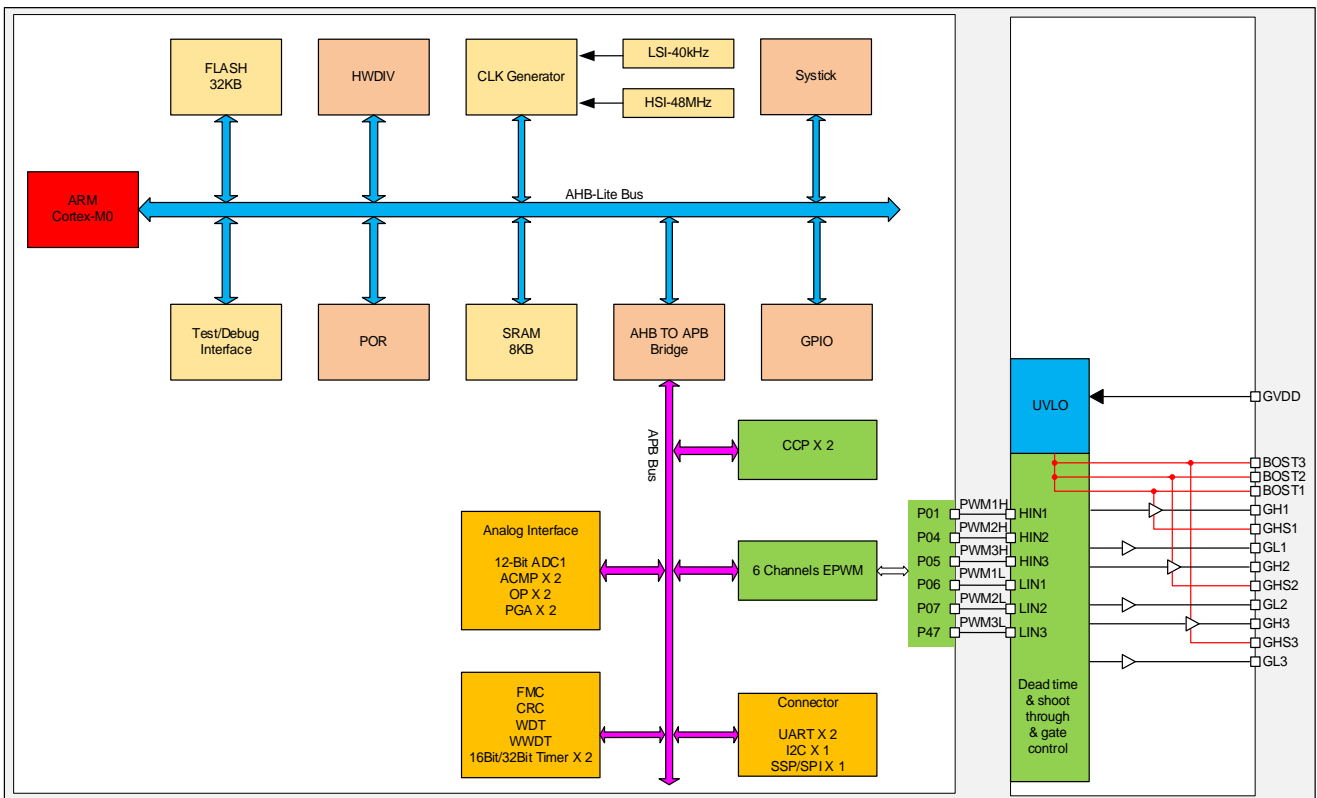 FLASH
32KB
HWDIV
CLK Generator
LSI-40kHz
HSI-48MHz
Systick
ARM
Cortex-M0
AHB-Lite Bus
Test/Debug
Interface
POR
SRAM
8KB
AHB TO APB
Bridge
GPIO
APB Bus
CCP X 2
Analog Interface
12-Bit ADC1
ACMP X 2
OP X 2
PGA X 2
6 Channels EPWM
FMC
CRC
WDT
WWDT
16Bit/32Bit Timer X 2
Connector
UART X 2
I2C X 1
SSP/SPI X 1
P01
P04
P05
P06
P07
P47
PWM1H
PWM2H
PWM3H
PWM1L
PWM2L
PWM3L
UVLO
HIN1
HIN2
HIN3
LIN1
LIN2
LIN3
Dead time
& shoot
through
& gate
control
GVDD
BOST3
BOST2
BOST1
GH1
GHS1
GL1
GH2
GHS2
GL2
GH3
GHS3
GL3